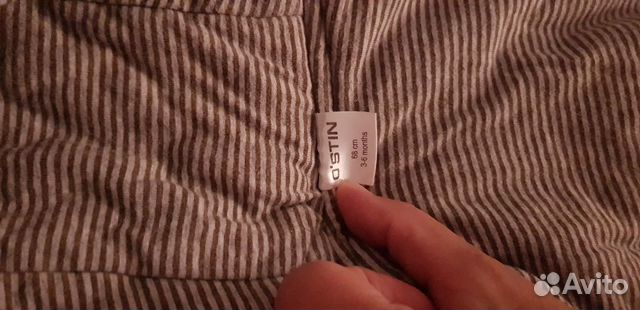 O'STIN
68 cm
3-6 months
Avito